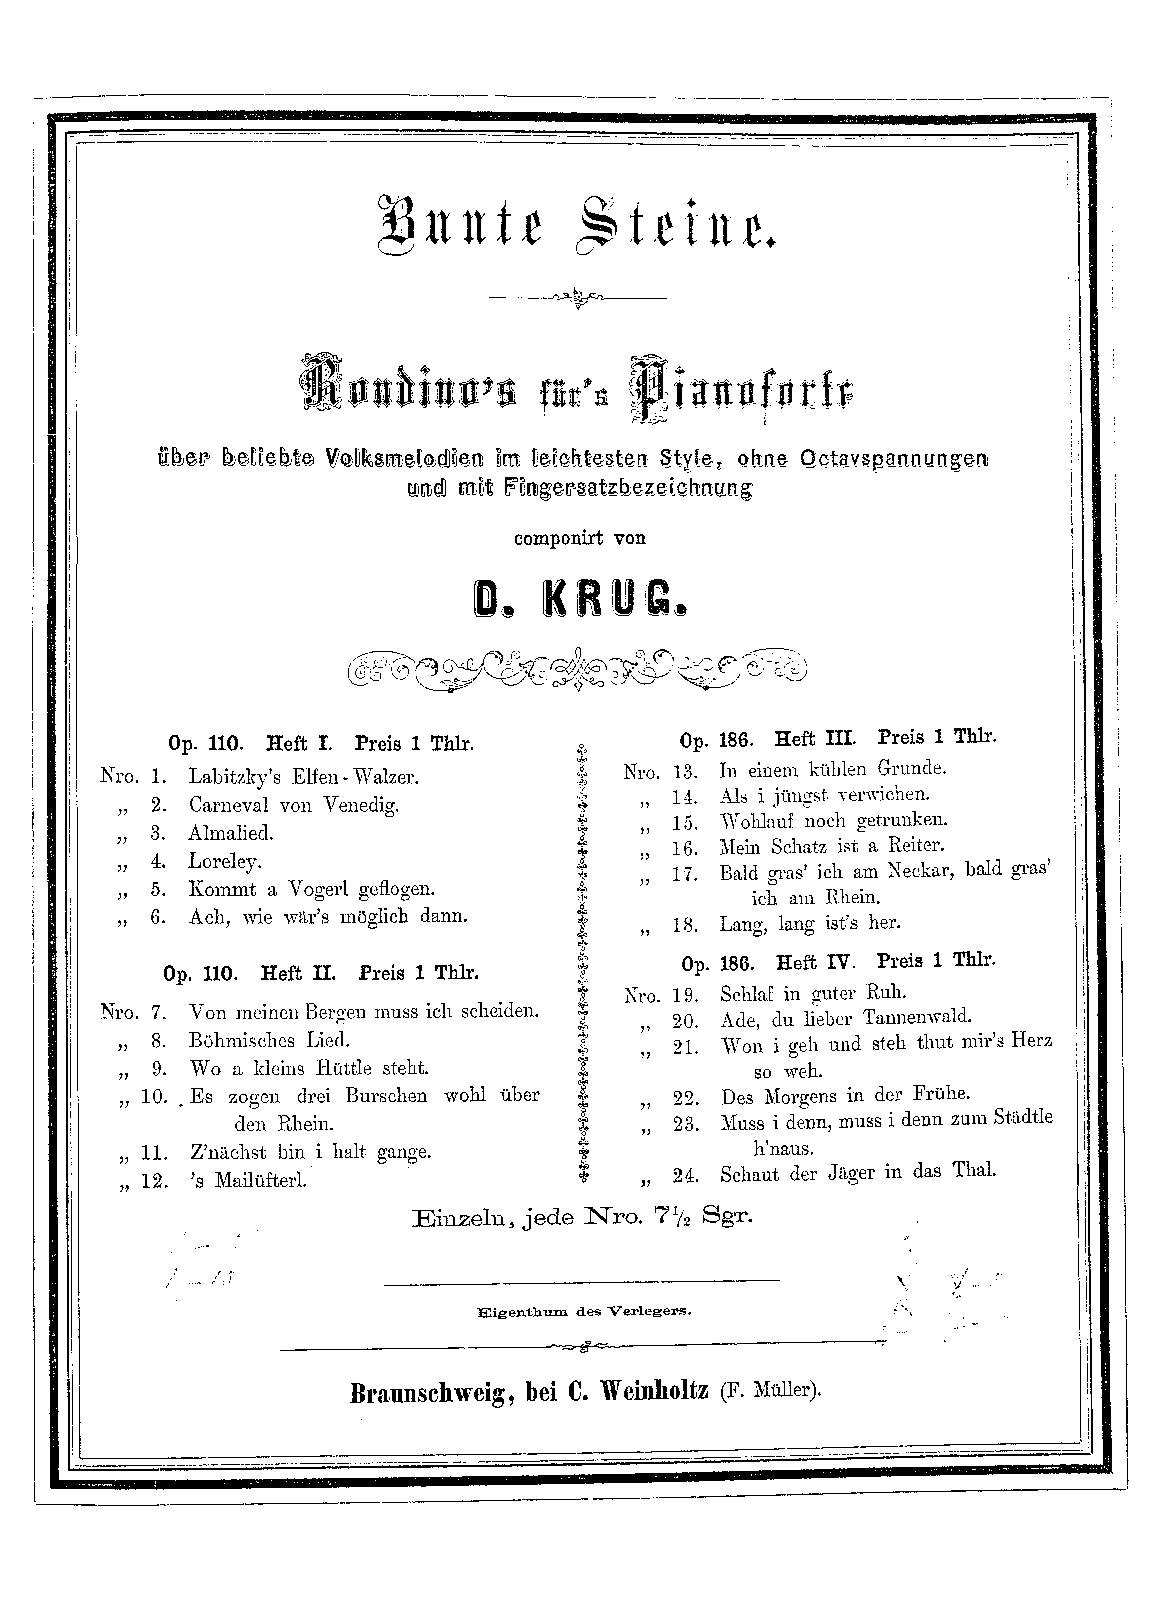 Bunte Steine.
Rondino's für's Pianoforte
über beliebte Volksmelodien im leichtesten Style, ohne Octavspannungen
und mit Fingersatzbezeichnung
componirt von
D. KRUG.
Op. 110. Heft I. Preis 1 Thlr.
Nro. 1. Labitzky's Elfen-Walzer.
„ 2. Carneval von Venedig.
„ 3. Almalied.
„ 4. Loreley.
„ 5. Kommt a Vogerl geflogen.
„ 6. Ach, wie wär's möglich dann.
Op. 110. Heft II. Preis 1 Thlr.
Nro. 7. Von meinen Bergen muss ich scheiden.
„ 8. Böhmisches Lied.
„ 9. Wo a kleins Hüttle steht.
„ 10. Es zogen drei Burschen wohl über
den Rhein.
„ 11. Z'nächst bin i halt gange.
„ 12. 's Mailüfterl.
Op. 186. Heft III. Preis 1 Thlr.
Nro. 13. In einem kühlen Grunde.
„ 14. Als i jüngst verwichen.
„ 15. Wohlauf noch getrunken.
„ 16. Mein Schatz ist a Reiter.
„ 17. Bald gras' ich am Neckar, bald gras'
ich am Rhein.
„ 18. Lang, lang ist's her.
Op. 186. Heft IV. Preis 1 Thlr.
Nro. 19. Schlaf in guter Ruh.
„ 20. Ade, du lieber Tannenwald.
„ 21. Won i geh und steh thut mir's Herz
so weh.
„ 22. Des Morgens in der Frühe.
„ 23. Muss i denn, muss i denn zum Städtle
h'naus.
„ 24. Schaut der Jäger in das Thal.
Einzeln, jede Nro. 7½ Sgr.
Eigenthum des Verlegers.
Braunschweig, bei C. Weinholtz (F. Müller).